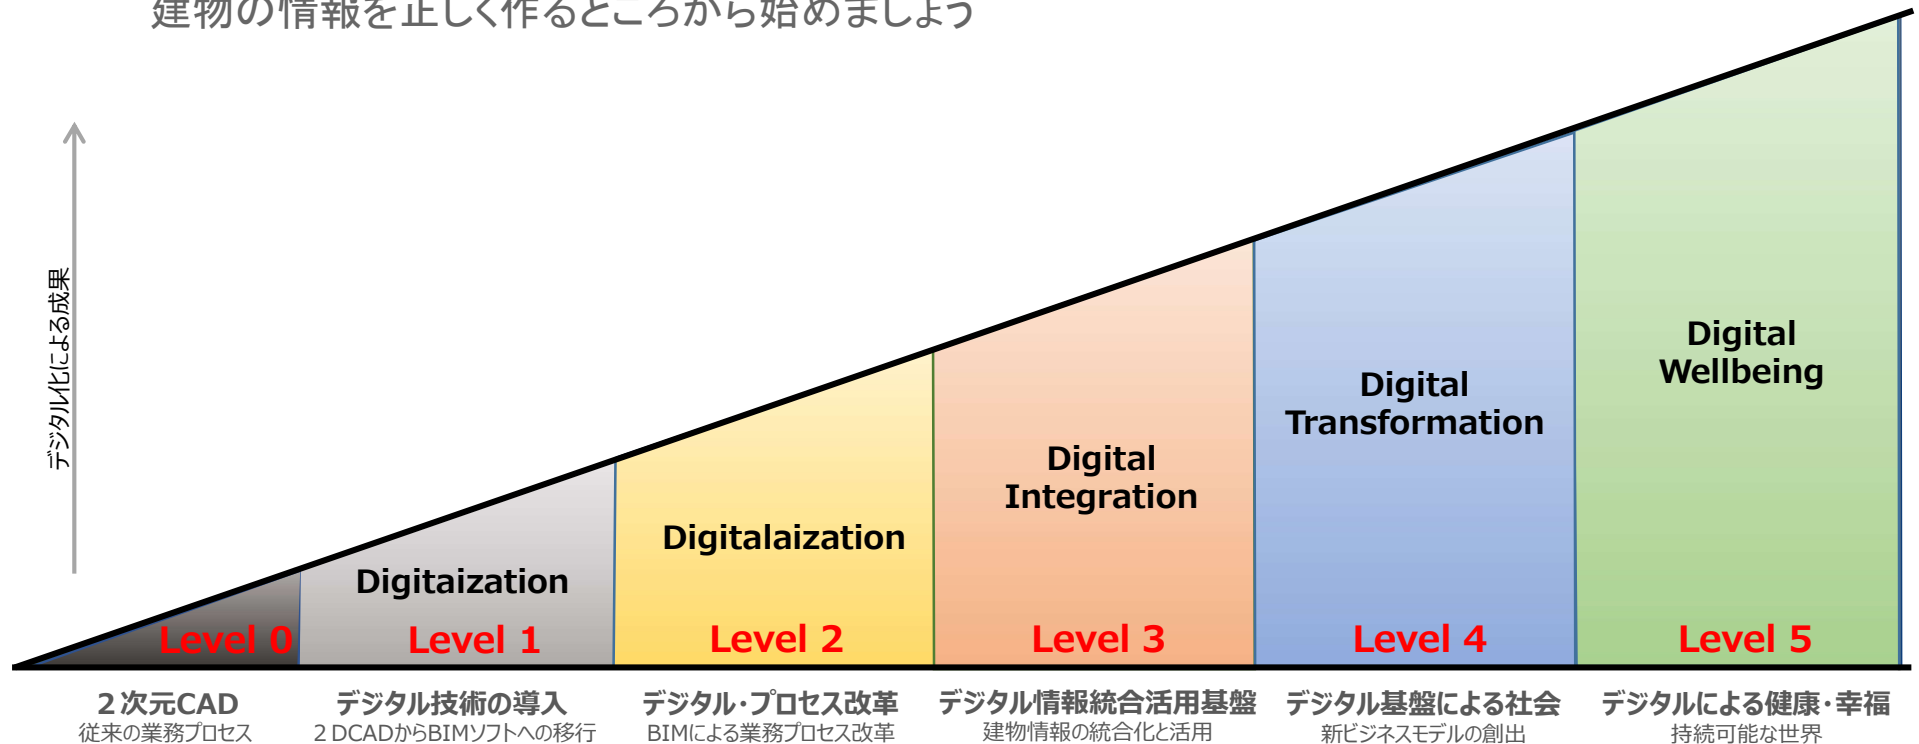 建物の情報を正しく作るところから始めましょう
デジタル化による成果
Digital
Wellbeing
Digital
Transformation
Digital
Integration
Digitalaization
Digitaization
Level 0
Level 1
Level 2
Level 3
Level 4
Level 5
２次元CAD
従来の業務プロセス
デジタル技術の導入
２DCADからBIMソフトへの移行
デジタル・プロセス改革
BIMによる業務プロセス改革
デジタル情報統合活用基盤
建物情報の統合化と活用
デジタル基盤による社会
新ビジネスモデルの創出
デジタルによる健康・幸福
持続可能な世界